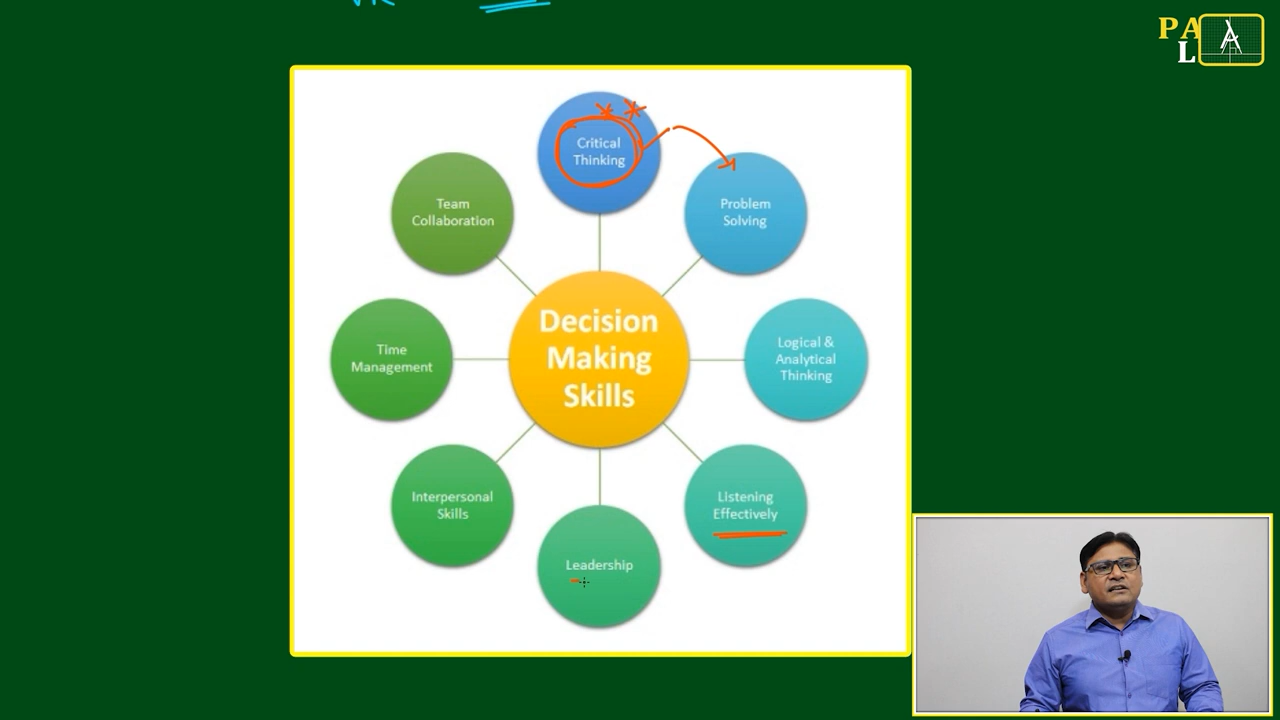 PA
L
Critical
Thinking
Problem
Solving
Logical &
Analytical
Thinking
Listening
Effectively
Leadership
Interpersonal
Skills
Time
Management
Team
Collaboration
Decision
Making
Skills